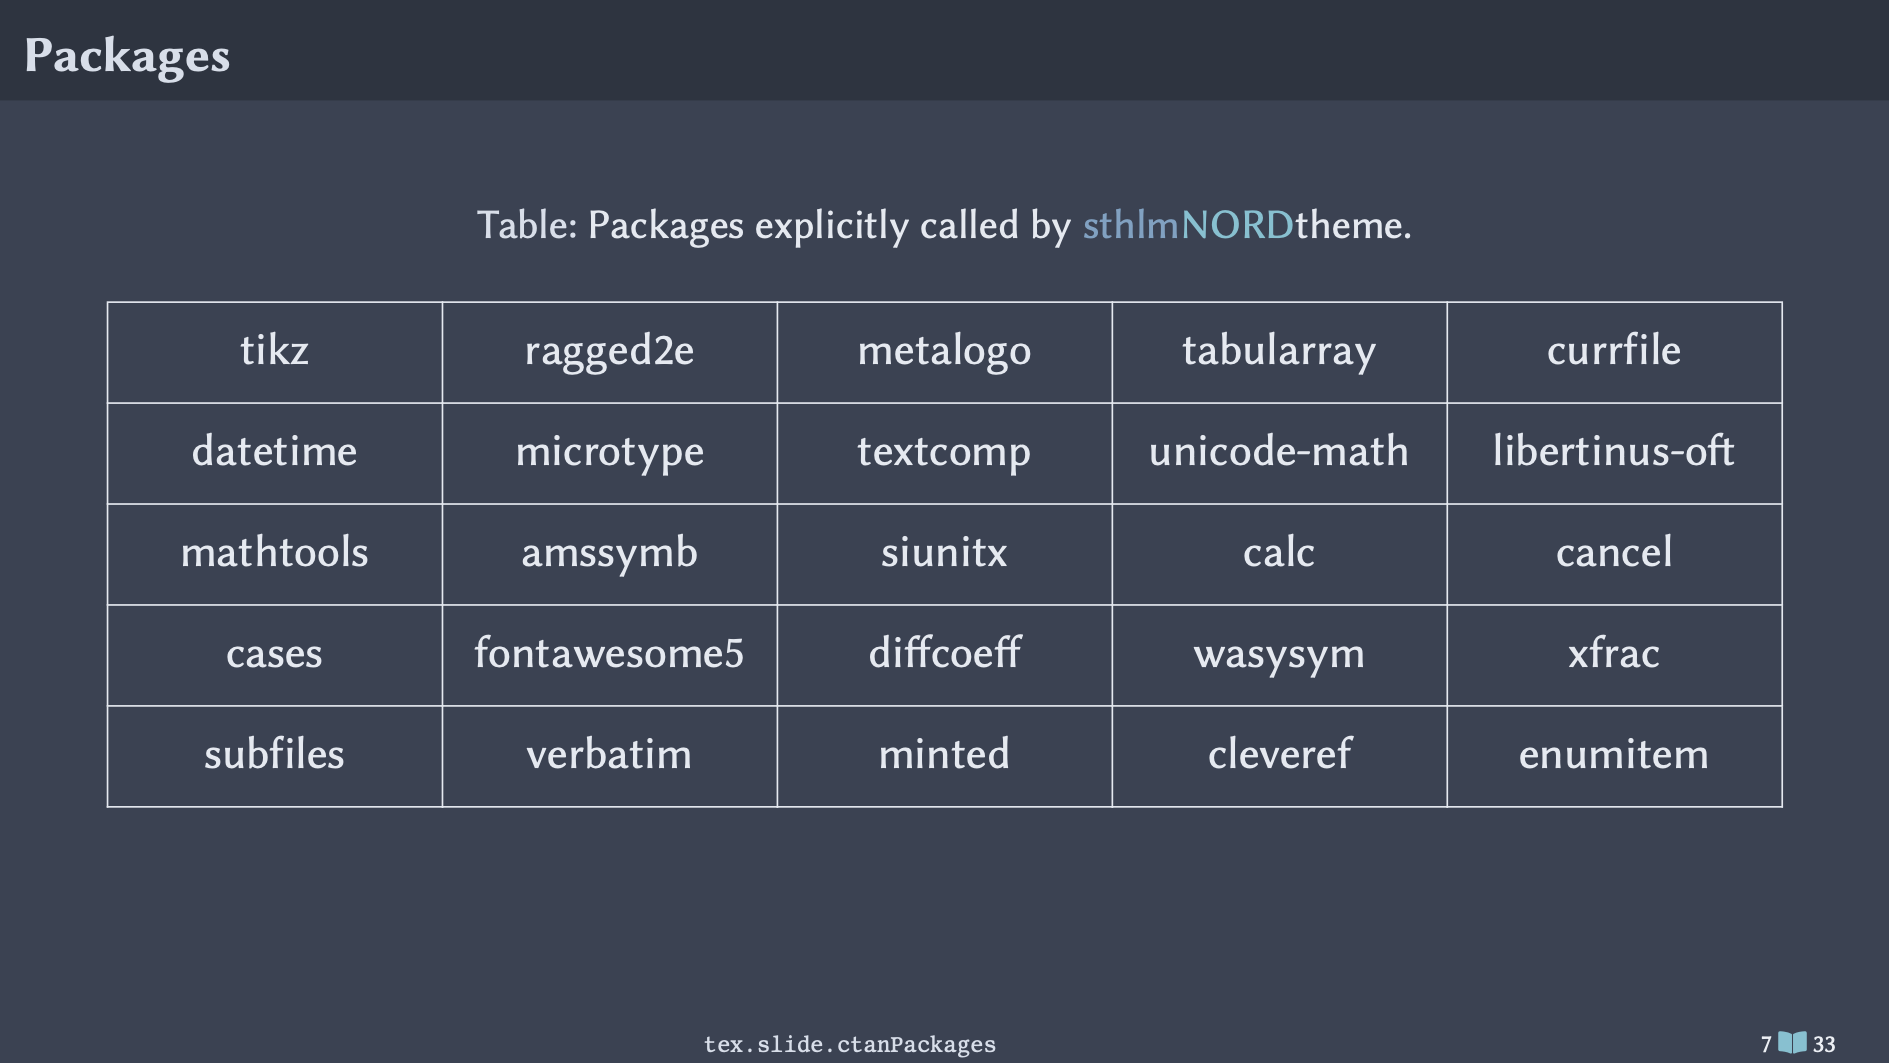 Packages
Table: Packages explicitly called by sthlmNORDtheme.
tikz ragged2e metalogo tabularray currfile
datetime microtype textcomp unicode-math libertinus-oft
mathtools amssymb siunitx calc cancel
cases fontawesome5 diffcoeff wasysym xfrac
subfiles verbatim minted cleveref enumitem
tex.slide.ctanPackages
7 33